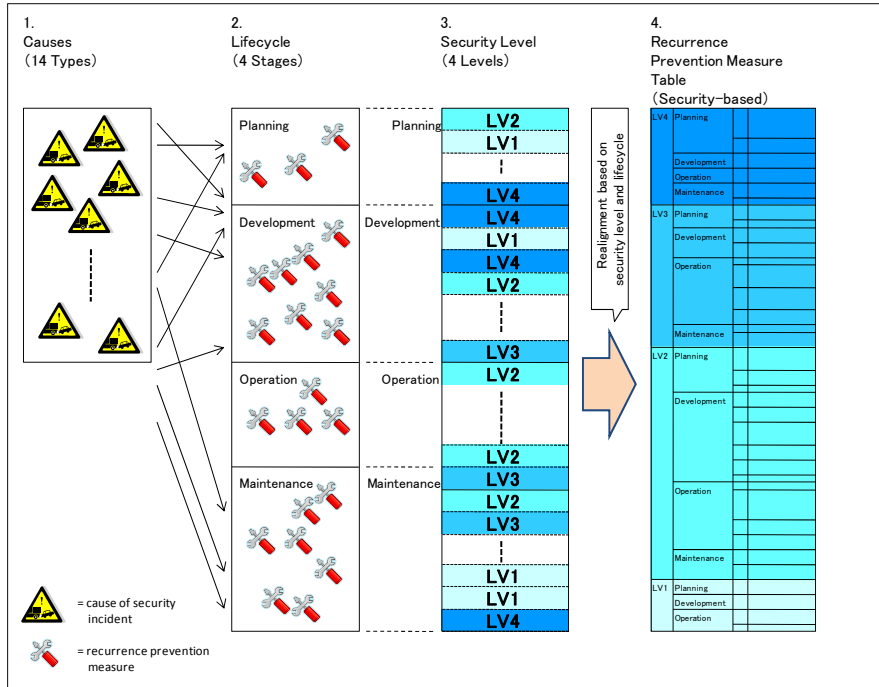 1.
Causes
(14 Types)
2.
Lifecycle
(4 Stages)
3.
Security Level
(4 Levels)
4.
Recurrence
Prevention Measure
Table
(Security-based)
Planning
Development
Operation
Maintenance
Planning
Development
Operation
Maintenance
LV2
LV1
LV4
LV4
LV1
LV4
LV2
LV3
LV2
LV2
LV3
LV2
LV3
LV1
LV1
LV4
Realignment based on
security level and lifecycle
LV4 Planning
Development
Operation
Maintenance
LV3 Planning
Development
Operation
Maintenance
LV2 Planning
Development
Operation
Maintenance
LV1 Planning
Development
Operation
= cause of security
incident
= recurrence prevention
measure